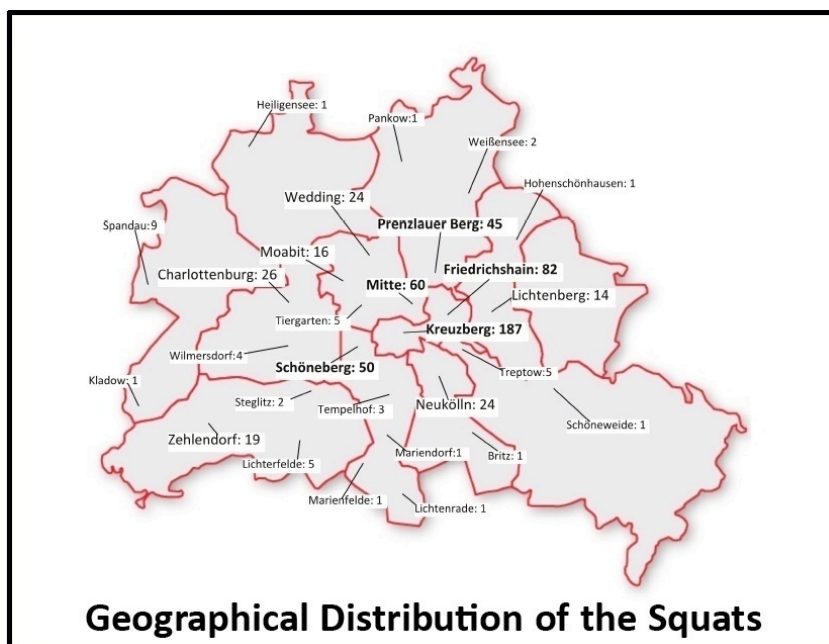 Heiligensee: 1
Pankow:1
Weißensee: 2
Hohenschönhausen: 1
Wedding: 24
Prenzlauer Berg: 45
Spandau:9
Moabit: 16
Charlottenburg: 26
Friedrichshain: 82
Mitte: 60
Lichtenberg: 14
Tiergarten: 5
Kreuzberg: 187
Wilmersdorf:4
Schöneberg: 50
Treptow:5
Kladow: 1
Steglitz: 2
Tempelhof: 3
Neukölln: 24
Schöneweide: 1
Zehlendorf: 19
Mariendorf:1
Britz: 1
Lichterfelde: 5
Marienfelde: 1
Lichtenrade: 1
Geographical Distribution of the Squats